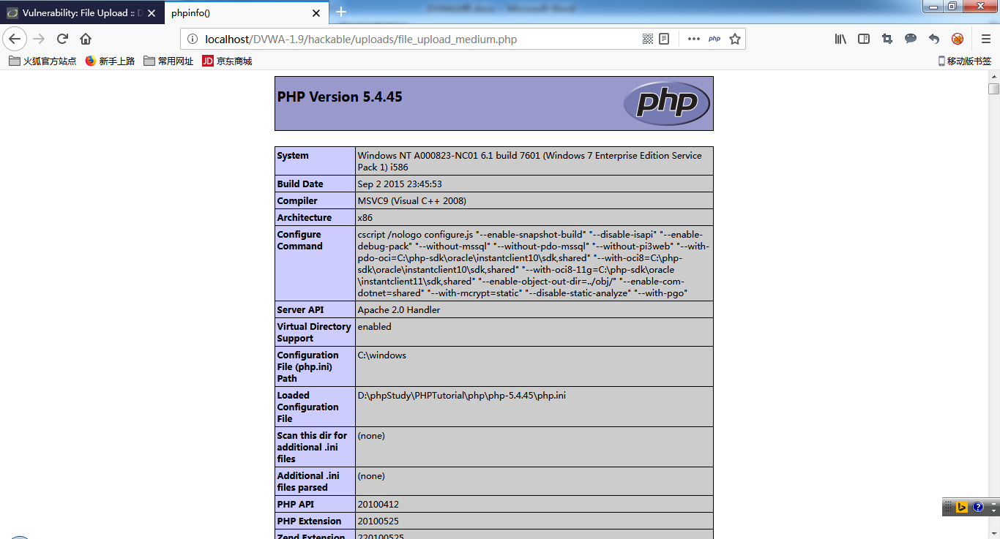 Vulnerability: File Upload :: D
phpinfo()
localhost/DVWA-1.9/hackable/uploads/file_upload_medium.php
php
火狐官方站点
新手上路
常用网址
JD
京东商城
移动版书签
PHP Version 5.4.45
php
System
Windows NT A000823-NC01 6.1 build 7601 (Windows 7 Enterprise Edition Service
Pack 1) i586
Build Date
Sep 2 2015 23:45:53
Compiler
MSVC9 (Visual C++ 2008)
Architecture
x86
Configure
Command
cscript /nologo configure.js "--enable-snapshot-build" "--disable-isapi" "--enable-
debug-pack" "--without-mssql" "--without-pdo-mssql" "--without-pi3web" "--with-
pdo-oci=C:\php-sdk\oracle\instantclient10\sdk,shared" "--with-oci8=C:\php-
sdk\oracle\instantclient10\sdk,shared" "--with-oci8-11g=C:\php-sdk\oracle
\instantclient11\sdk,shared" "--enable-object-out-dir=../obj/" "--enable-com-
dotnet=shared" "--with-mcrypt=static" "--disable-static-analyze" "--with-pgo"
Server API
Apache 2.0 Handler
Virtual Directory
Support
enabled
Configuration
File (php.ini)
Path
C:\windows
Loaded
Configuration
File
D:\phpStudy\PHPTutorial\php\php-5.4.45\php.ini
Scan this dir for
additional .ini
files
(none)
Additional .ini
files parsed
(none)
PHP API
20100412
PHP Extension
20100525
Zend Extension
220100525